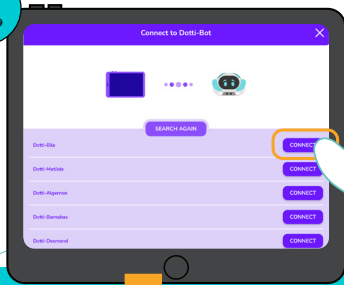 Connect to Dotti-Bot
SEARCH AGAIN
Dotti-Ella CONNECT
Dotti-Matilda CONNECT
Dotti-Algernon CONNECT
Dotti-Barnabas CONNECT
Dotti-Desmond CONNECT